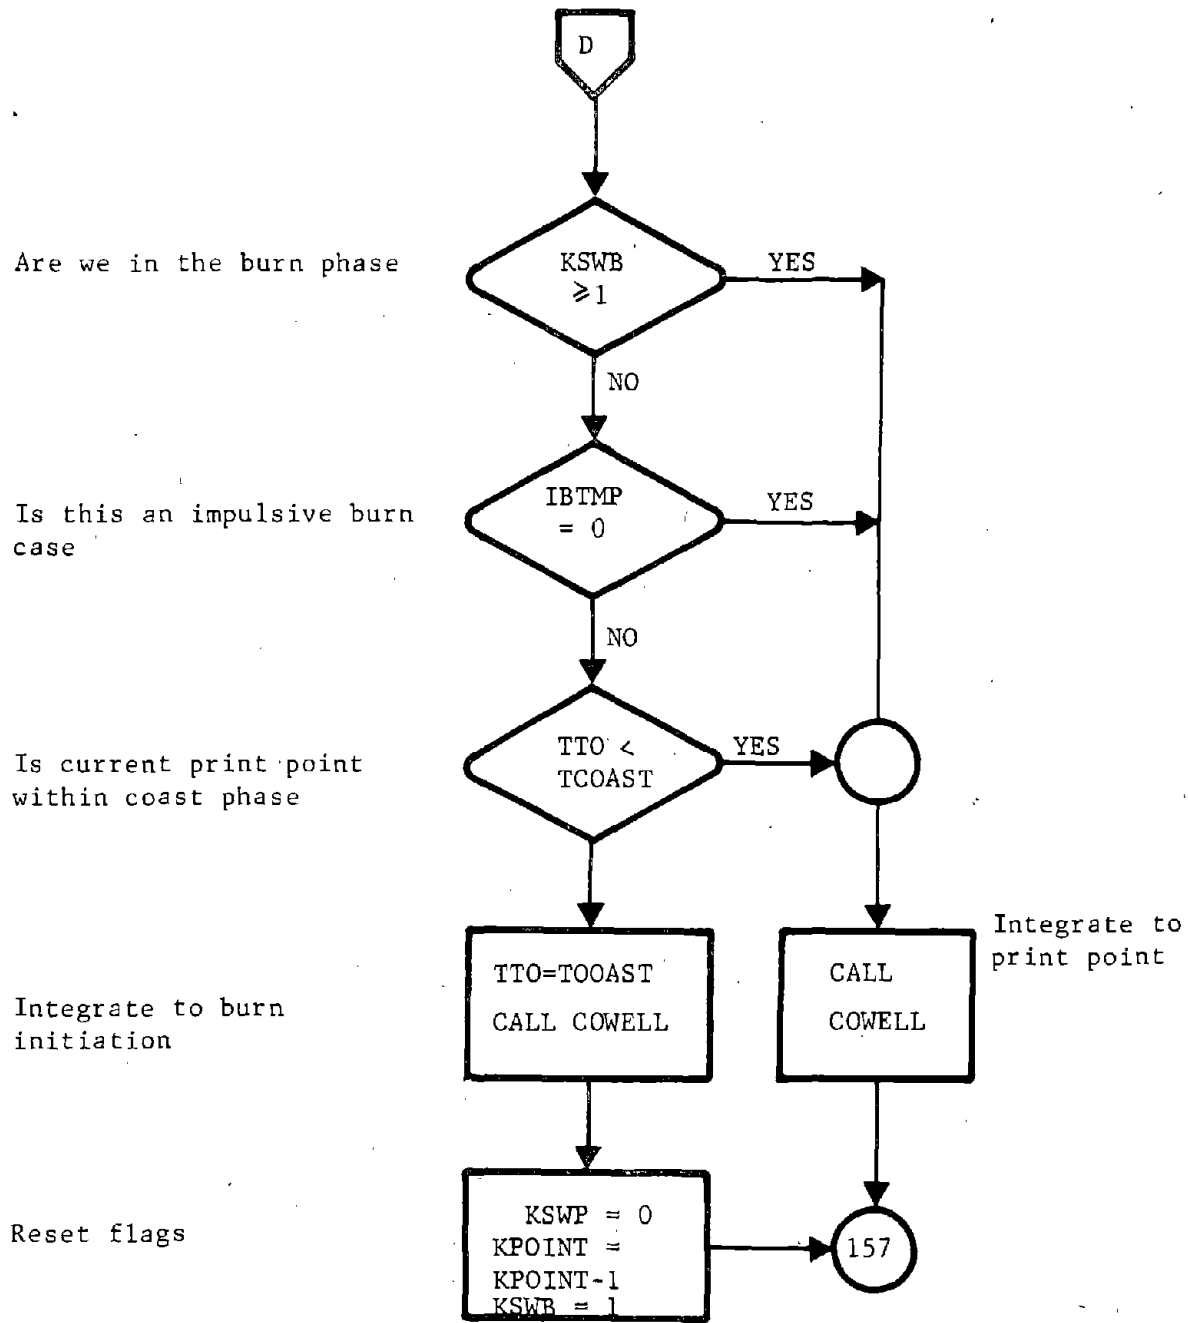 D
Are we in the burn phase
KSWB
⩾1
YES
NO
Is this an impulsive burn
case
IBTMP
= 0
YES
NO
Is current print point
within coast phase
TTO <
TCOAST
YES
Integrate to burn
initiation
TTO=TOOAST
CALL COWELL
CALL
COWELL
Integrate to
print point
Reset flags
KSWP = 0
KPOINT =
KPOINT-1
KSWB = 1
157